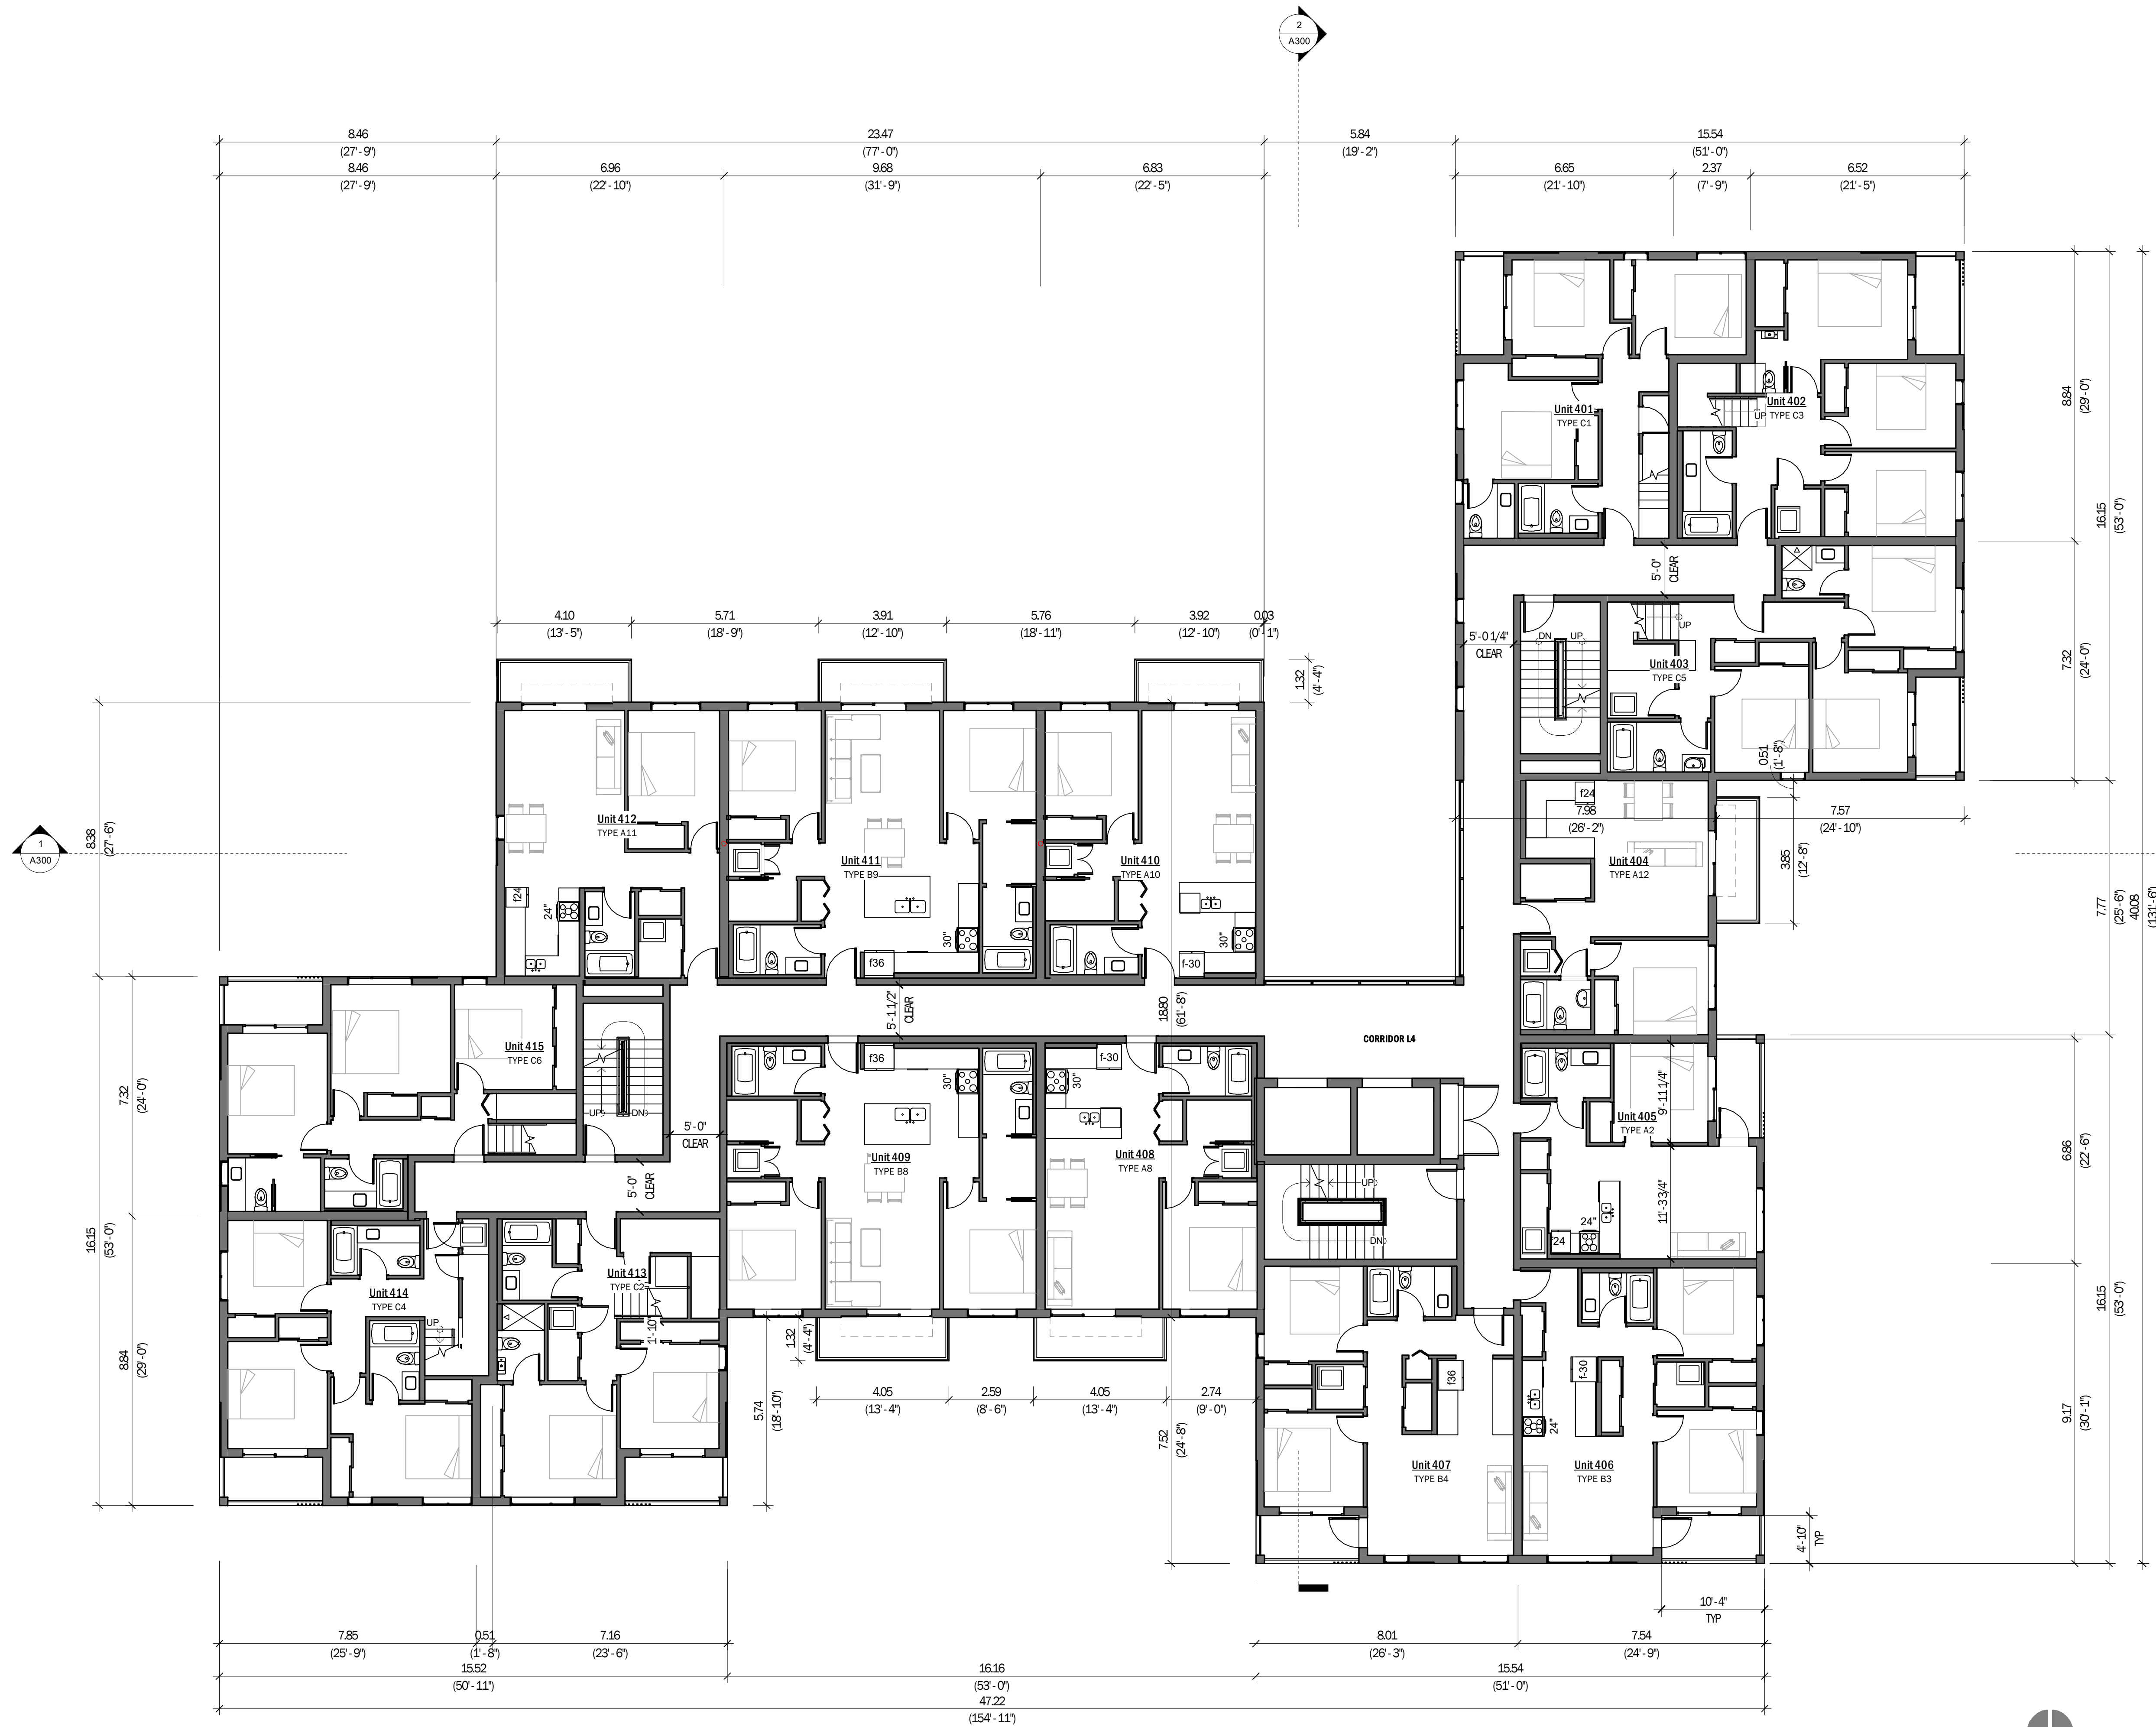 2
A300
8.46
(27'-9")
23.47
(77'-0")
5.84
(19'-2")
15.54
(51'-0")
8.46
(27'-9")
6.96
(22'-10")
9.68
(31'-9")
6.83
(22'-5")
6.65
(21'-10")
2.37
(7'-9")
6.52
(21'-5")
8.84
(29'-0")
16.15
(53'-0")
7.32
(24'-0")
Unit 401
TYPE C1
UP
Unit 402
TYPE C3
5'-0"
CLEAR
5'-0 1/4"
CLEAR
DN
UP
UP
Unit 403
TYPE C5
0.51
(1'-8")
4.10
(13'-5")
5.71
(18'-9")
3.91
(12'-10")
5.76
(18'-11")
3.92
(12'-10")
0.03
(0'-1")
1.32
(4'-4")
1
A300
8.38
(27'-6")
Unit 412
TYPE A11
f24
24"
Unit 411
TYPE B9
30"
f36
Unit 410
TYPE A10
30"
f-30
f24
7.98
(26'-2")
7.57
(24'-10")
Unit 404
TYPE A12
3.85
(12'-8")
7.77
(25'-6")
40.08
(131'-6")
5'-1 1/2"
CLEAR
18.80
(61'-8")
CORRIDOR L4
Unit 415
TYPE C6
UP
DN
5'-0"
CLEAR
5'-0"
CLEAR
7.32
(24'-0")
16.15
(53'-0")
8.84
(29'-0")
f36
30"
Unit 409
TYPE B8
f-30
30"
Unit 408
TYPE A8
9'-11 1/4"
Unit 405
TYPE A2
11'-3 3/4"
24"
f24
6.86
(22'-6")
16.15
(53'-0")
9.17
(30'-1")
UP
DN
Unit 414
TYPE C4
UP
Unit 413
TYPE C2
1'-10"
1.32
(4'-4")
5.74
(18'-10")
4.05
(13'-4")
2.59
(8'-6")
4.05
(13'-4")
2.74
(9'-0")
7.52
(24'-8")
f36
f-30
24"
Unit 407
TYPE B4
Unit 406
TYPE B3
4'-10"
TYP
10'-4"
TYP
7.85
(25'-9")
0.51
(1'-8")
7.16
(23'-6")
8.01
(26'-3")
7.54
(24'-9")
15.52
(50'-11")
16.16
(53'-0")
15.54
(51'-0")
47.22
(154'-11")